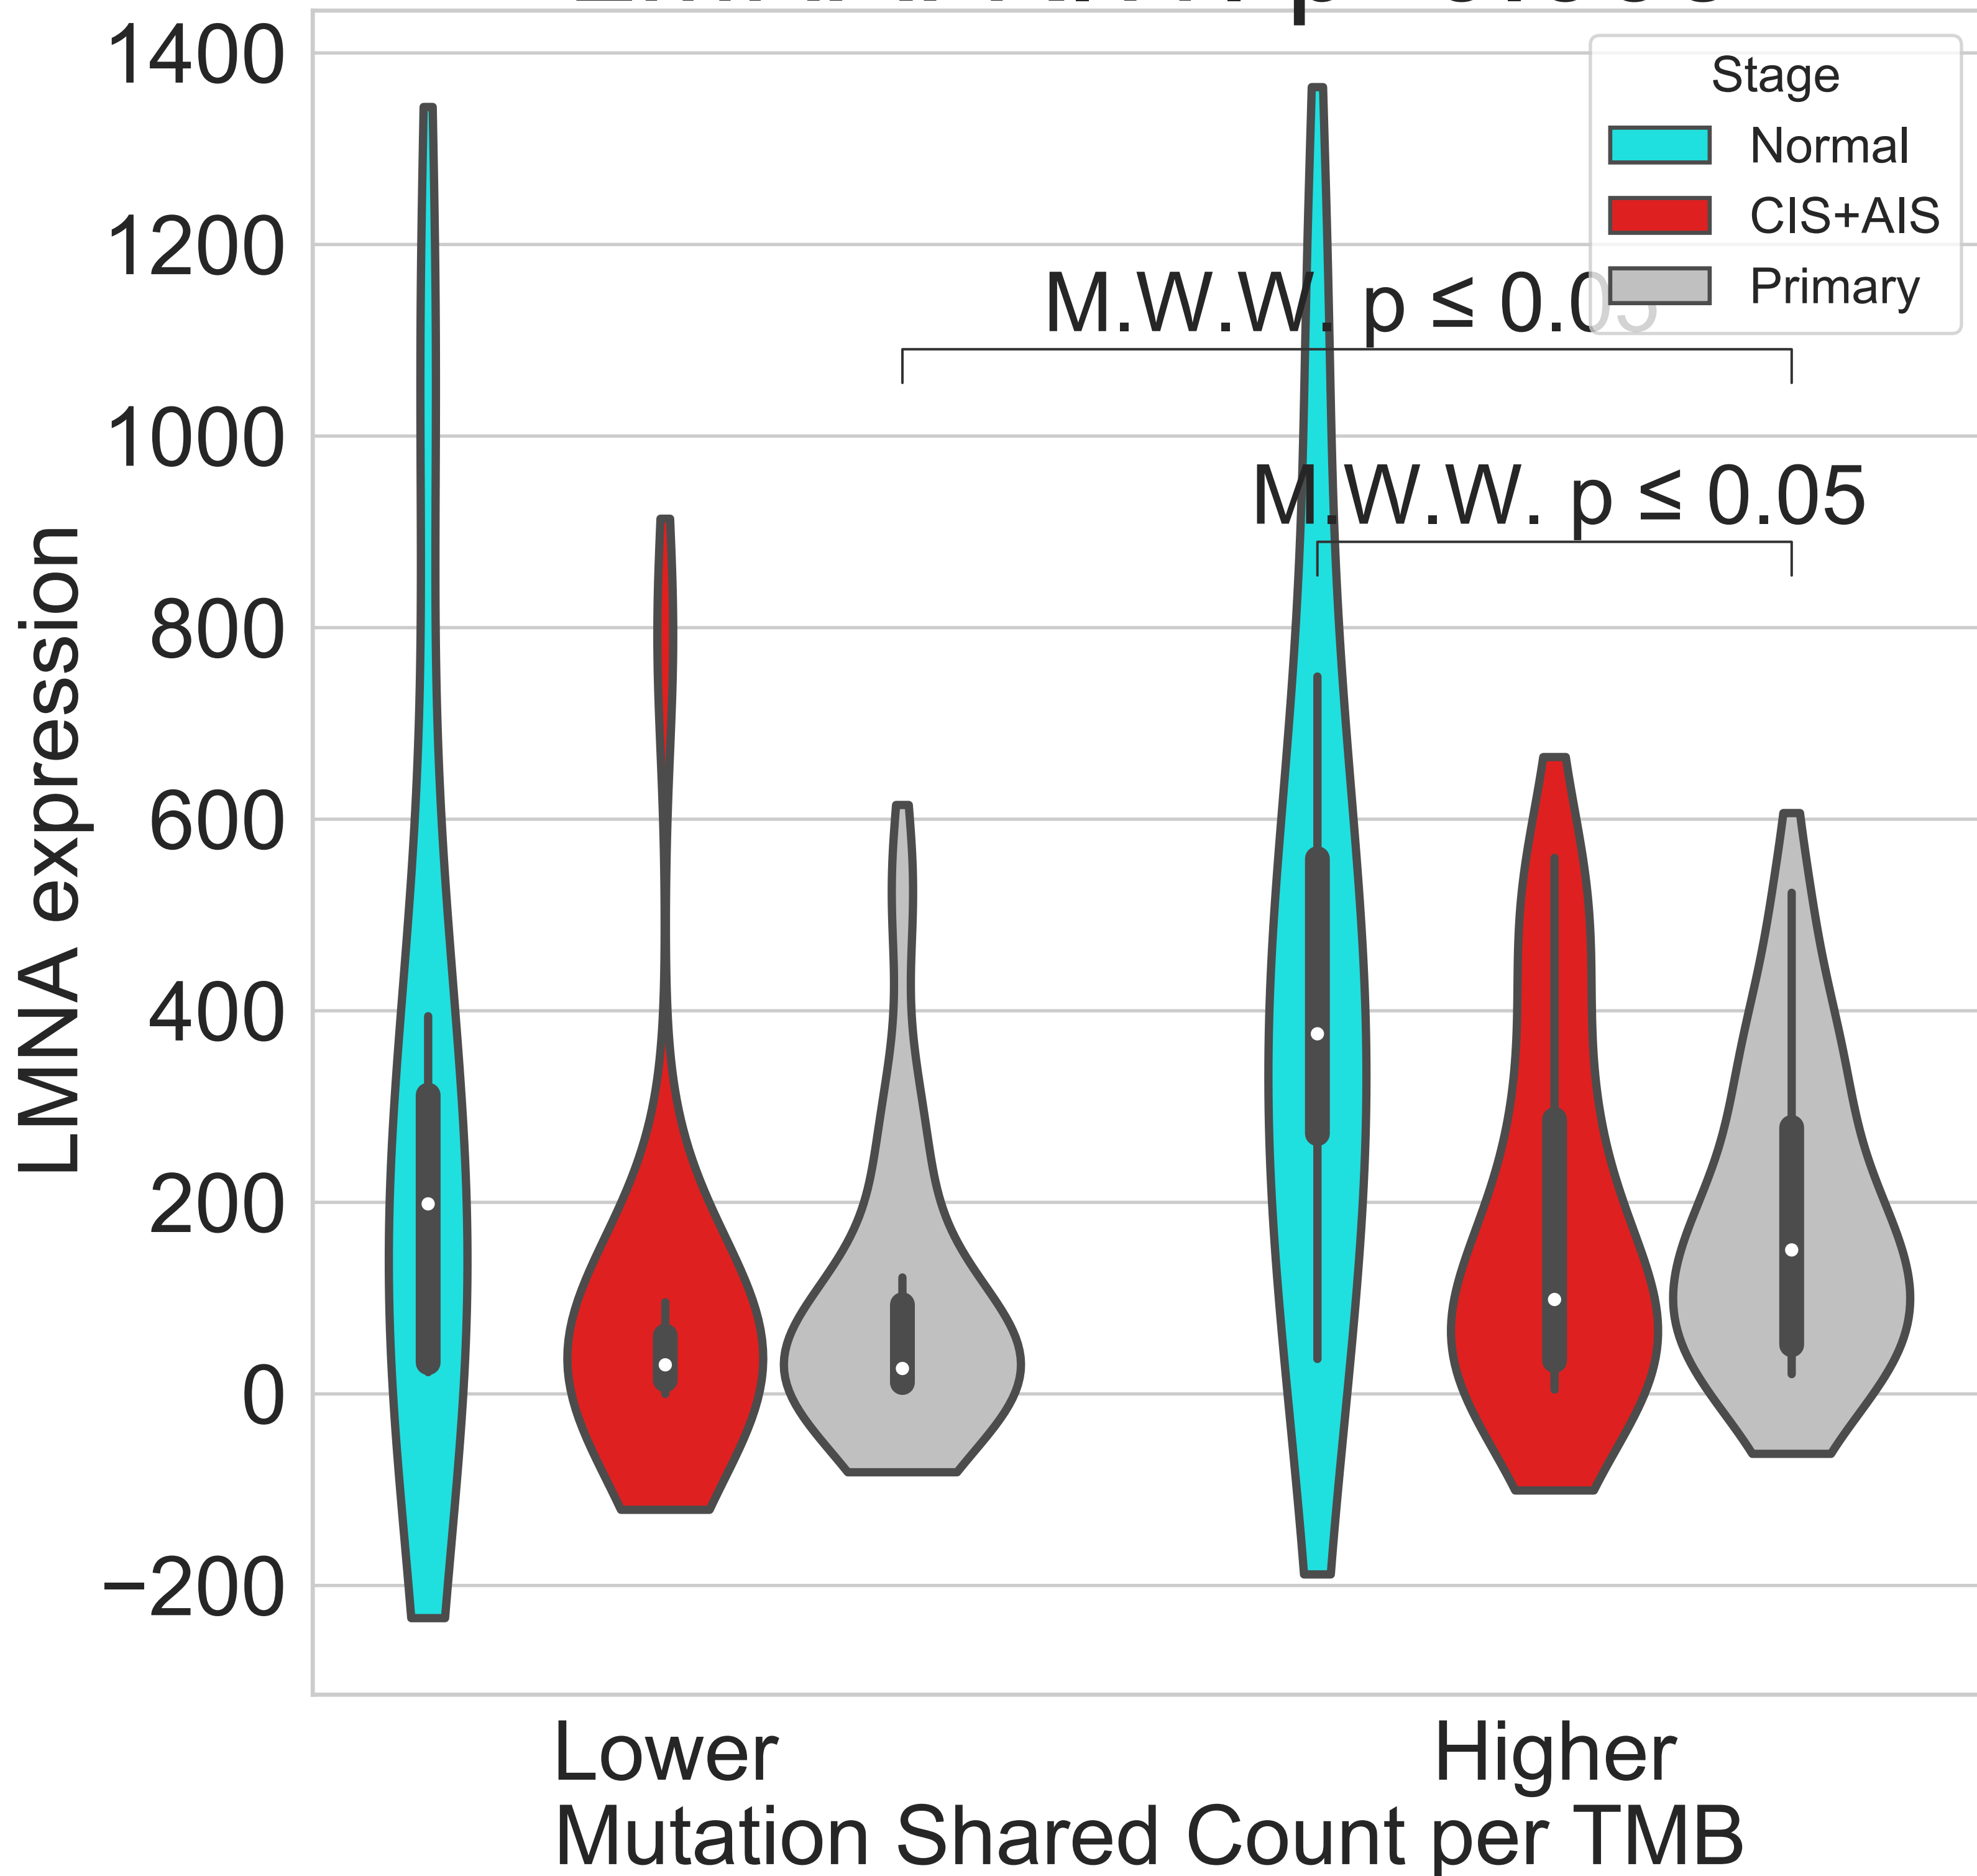 1400
1200
1000
800
600
400
200
0
−200
LMNA expression
Stage
Normal
CIS+AIS
Primary
M.W.W. p ≤ 0.05
M.W.W. p ≤ 0.05
Lower
Higher
Mutation Shared Count per TMB